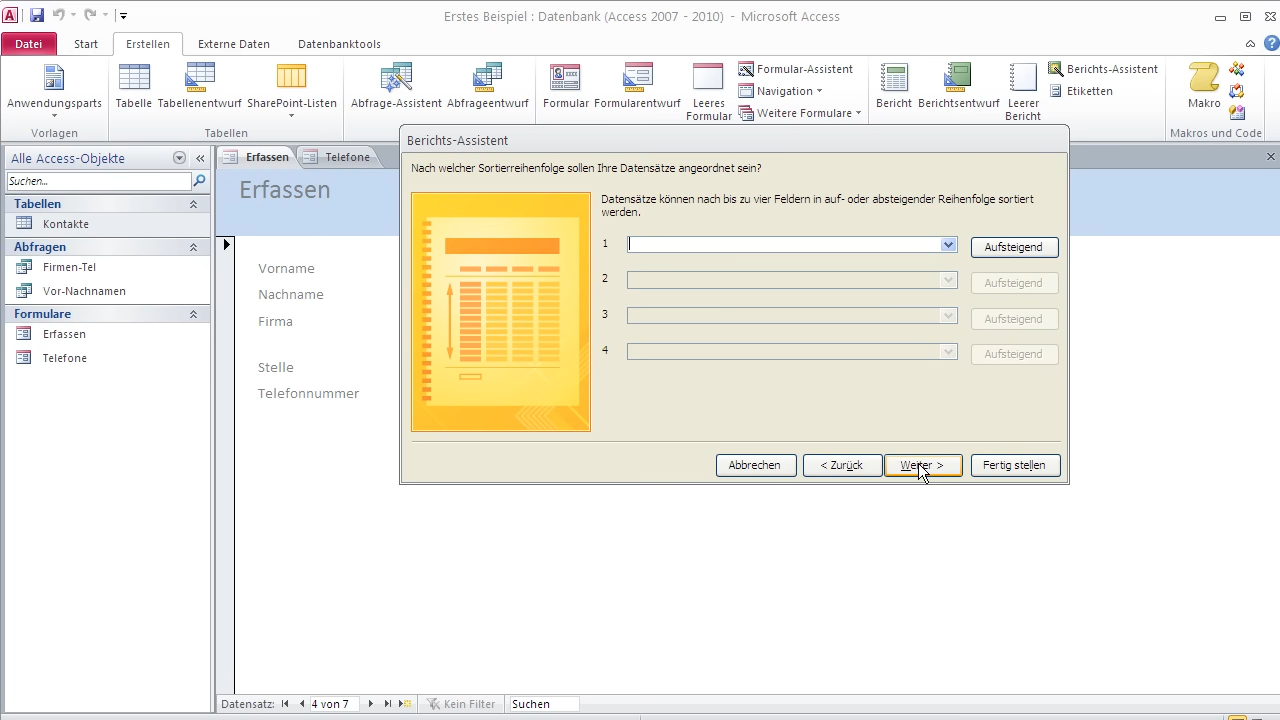 Erstes Beispiel : Datenbank (Access 2007 - 2010) - Microsoft Access
Datei Start Erstellen Externe Daten Datenbanktools
Anwendungsparts Tabelle Tabellenentwurf SharePoint-Listen Abfrage-Assistent Abfrageentwurf Formular Formularentwurf Leeres Formular Formular-Assistent Navigation Weitere Formulare Bericht Berichtsentwurf Leerer Bericht Berichts-Assistent Etiketten Makro
Vorlagen Tabellen Makros und Code
Alle Access-Objekte
Suchen...
Tabellen
Kontakte
Abfragen
Firmen-Tel
Vor-Nachnamen
Formulare
Erfassen
Telefone
Erfassen Telefone
Erfassen
Vorname
Nachname
Firma
Stelle
Telefonnummer
Berichts-Assistent
Nach welcher Sortierreihenfolge sollen Ihre Datensätze angeordnet sein?
Datensätze können nach bis zu vier Feldern in auf- oder absteigender Reihenfolge sortiert
werden.
1 Aufsteigend
2 Aufsteigend
3 Aufsteigend
4 Aufsteigend
Abbrechen < Zurück Weiter > Fertig stellen
Datensatz: 4 von 7 Kein Filter Suchen